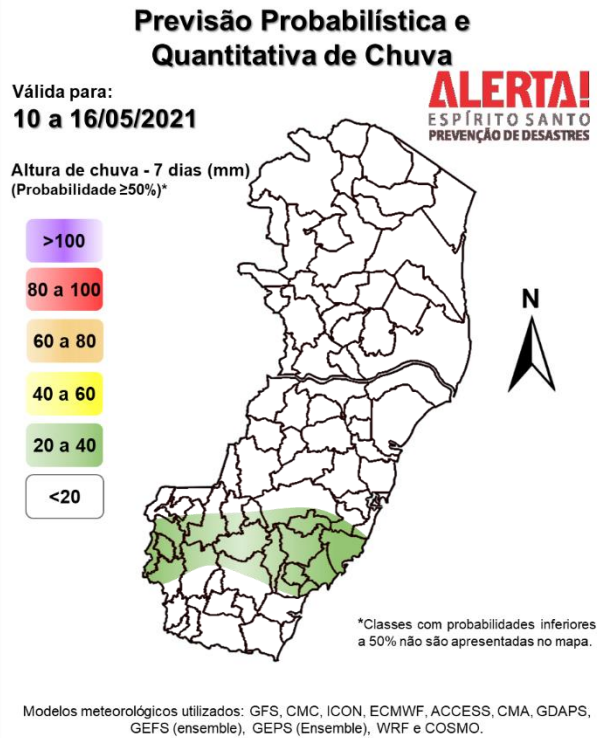 Previsão Probabilística e
Quantitativa de Chuva
Válida para:
10 a 16/05/2021
ALERTA!
ESPÍRITO SANTO
PREVENÇÃO DE DESASTRES
Altura de chuva - 7 dias (mm)
(Probabilidade ≥50%)*
>100
80 a 100
60 a 80
40 a 60
20 a 40
<20
N
*Classes com probabilidades inferiores
a 50% não são apresentadas no mapa.
Modelos meteorológicos utilizados: GFS, CMC, ICON, ECMWF, ACCESS, CMA, GDAPS,
GEFS (ensemble), GEPS (Ensemble), WRF e COSMO.